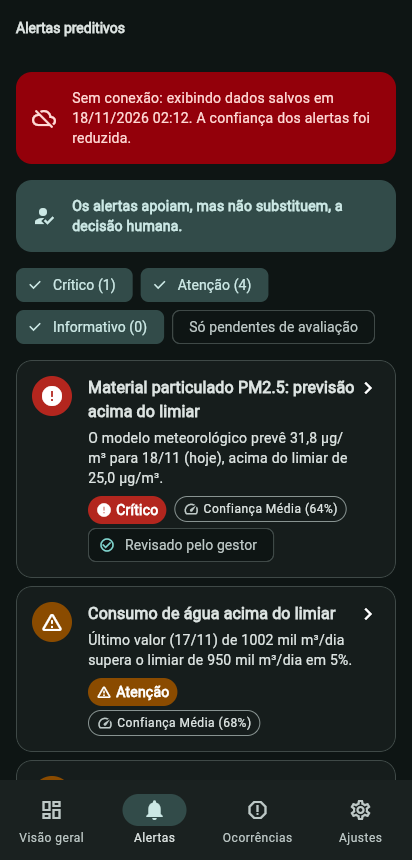 Alertas preditivos
Sem conexão: exibindo dados salvos em
18/11/2026 02:12. A confiança dos alertas foi
reduzida.
Os alertas apoiam, mas não substituem, a
decisão humana.
Crítico (1)
Atenção (4)
Informativo (0)
Só pendentes de avaliação
Material particulado PM2.5: previsão
acima do limiar
O modelo meteorológico prevê 31,8 µg/
m³ para 18/11 (hoje), acima do limiar de
25,0 µg/m³.
Crítico
Confiança Média (64%)
Revisado pelo gestor
Consumo de água acima do limiar
Último valor (17/11) de 1002 mil m³/dia
supera o limiar de 950 mil m³/dia em 5%.
Atenção
Confiança Média (68%)
Visão geral
Alertas
Ocorrências
Ajustes